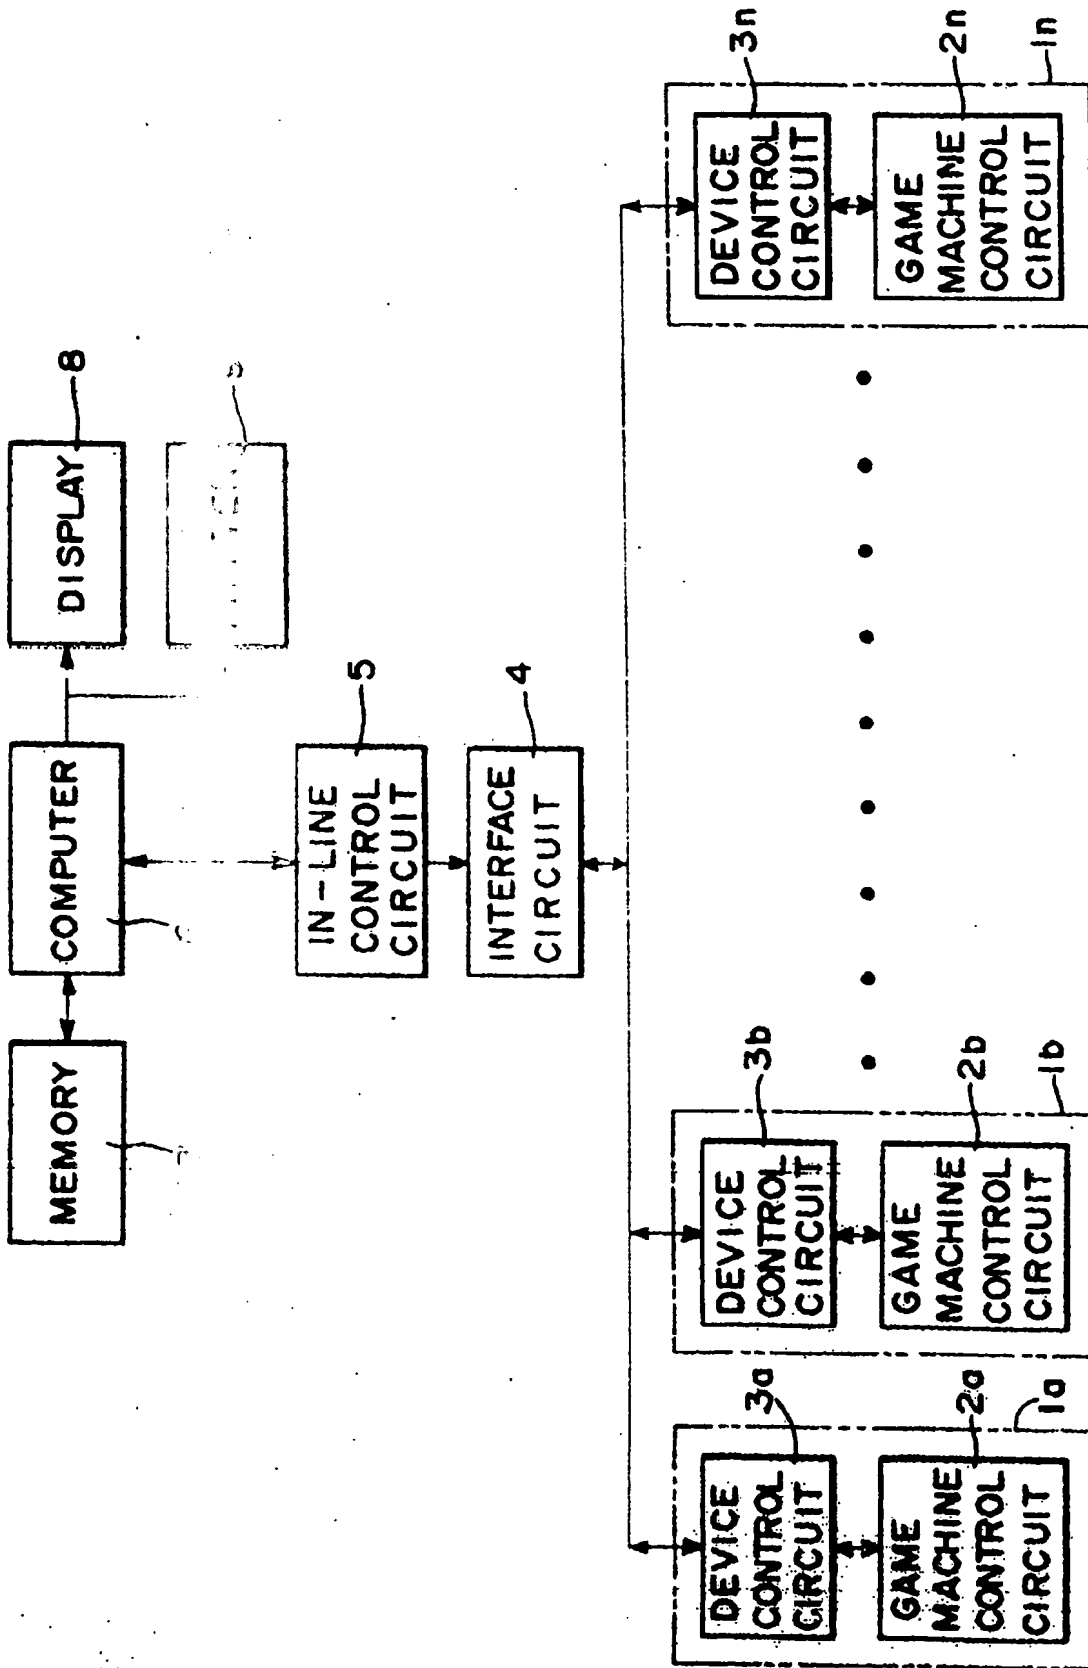 MEMORY
COMPUTER
DISPLAY
8
IN-LINE
CONTROL
CIRCUIT
5
INTERFACE
CIRCUIT
4
DEVICE
CONTROL
CIRCUIT
3a
GAME
MACHINE
CONTROL
CIRCUIT
2a
1a
DEVICE
CONTROL
CIRCUIT
3b
GAME
MACHINE
CONTROL
CIRCUIT
2b
1b
DEVICE
CONTROL
CIRCUIT
3n
GAME
MACHINE
CONTROL
CIRCUIT
2n
1n